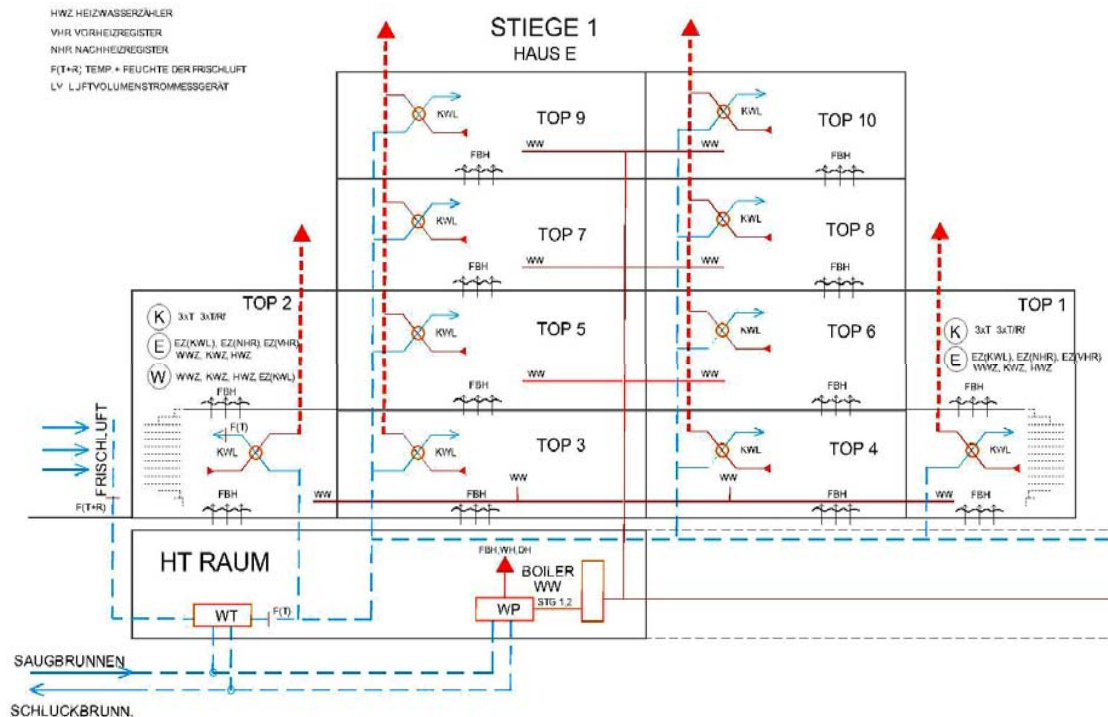 HWZ HEIZWASSERZÄHLER
VHR VORHEIZREGISTER
NHR NACHHEIZREGISTER
F(T+R) TEMP.+ FEUCHTE DER FRISCHLUFT
LV LUFTVOLUMENSTROMMESSGERÄT
STIEGE 1
HAUS E
KWL
TOP 9
KWL
TOP 10
WW
WW
FBH
FBH
KWL
TOP 7
KWL
TOP 8
WW
WW
FBH
FBH
TOP 2
K 3xT 3xT/Rf
E EZ(KWL), EZ(NHR), EZ(VHR)
WWZ, KWZ, HWZ
W WWZ, KWZ, HWZ, EZ(KWL)
FBH
KWL
TOP 5
KWL
TOP 6
WW
WW
FBH
FBH
TOP 1
K 3xT 3xT/Rf
E EZ(KWL), EZ(NHR), EZ(VHR)
WWZ, KWZ, HWZ
FBH
FRISCHLUFT
F(T+R)
F(T)
KWL
KWL
TOP 3
KWL
TOP 4
KWL
WW
WW
WW
WW
FBH
FBH
FBH
FBH
HT RAUM
FBH,WH,DH
BOILER
WW
WT
F(T)
WP
STG 1,2
SAUGBRUNNEN
SCHLUCKBRUNN.